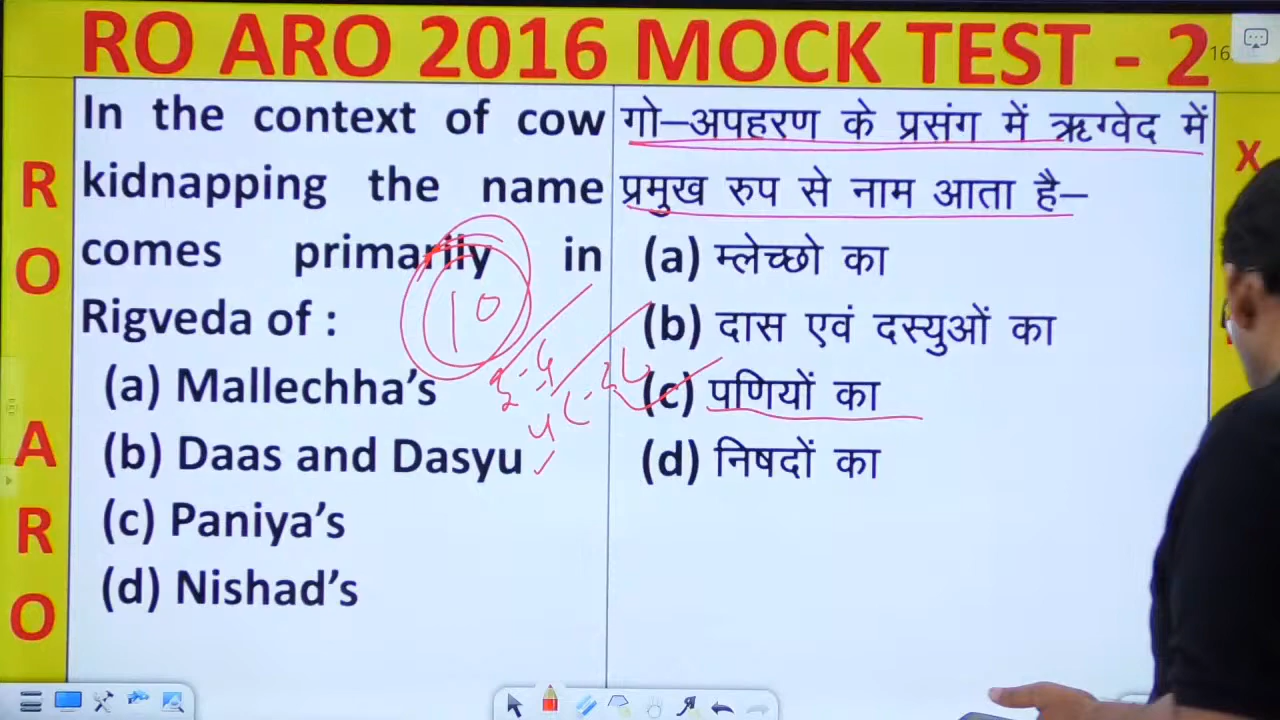 RO ARO 2016 MOCK TEST - 2
16
R
O
A
R
O
X
In the context of cow
kidnapping the name
comes primarily in
Rigveda of :
(a) Mallechha's
(b) Daas and Dasyu
(c) Paniya's
(d) Nishad's
10
गो–अपहरण के प्रसंग में ऋग्वेद में
प्रमुख रुप से नाम आता है–
(a) म्लेच्छो का
(b) दास एवं दस्युओं का
(c) पणियों का
(d) निषदों का